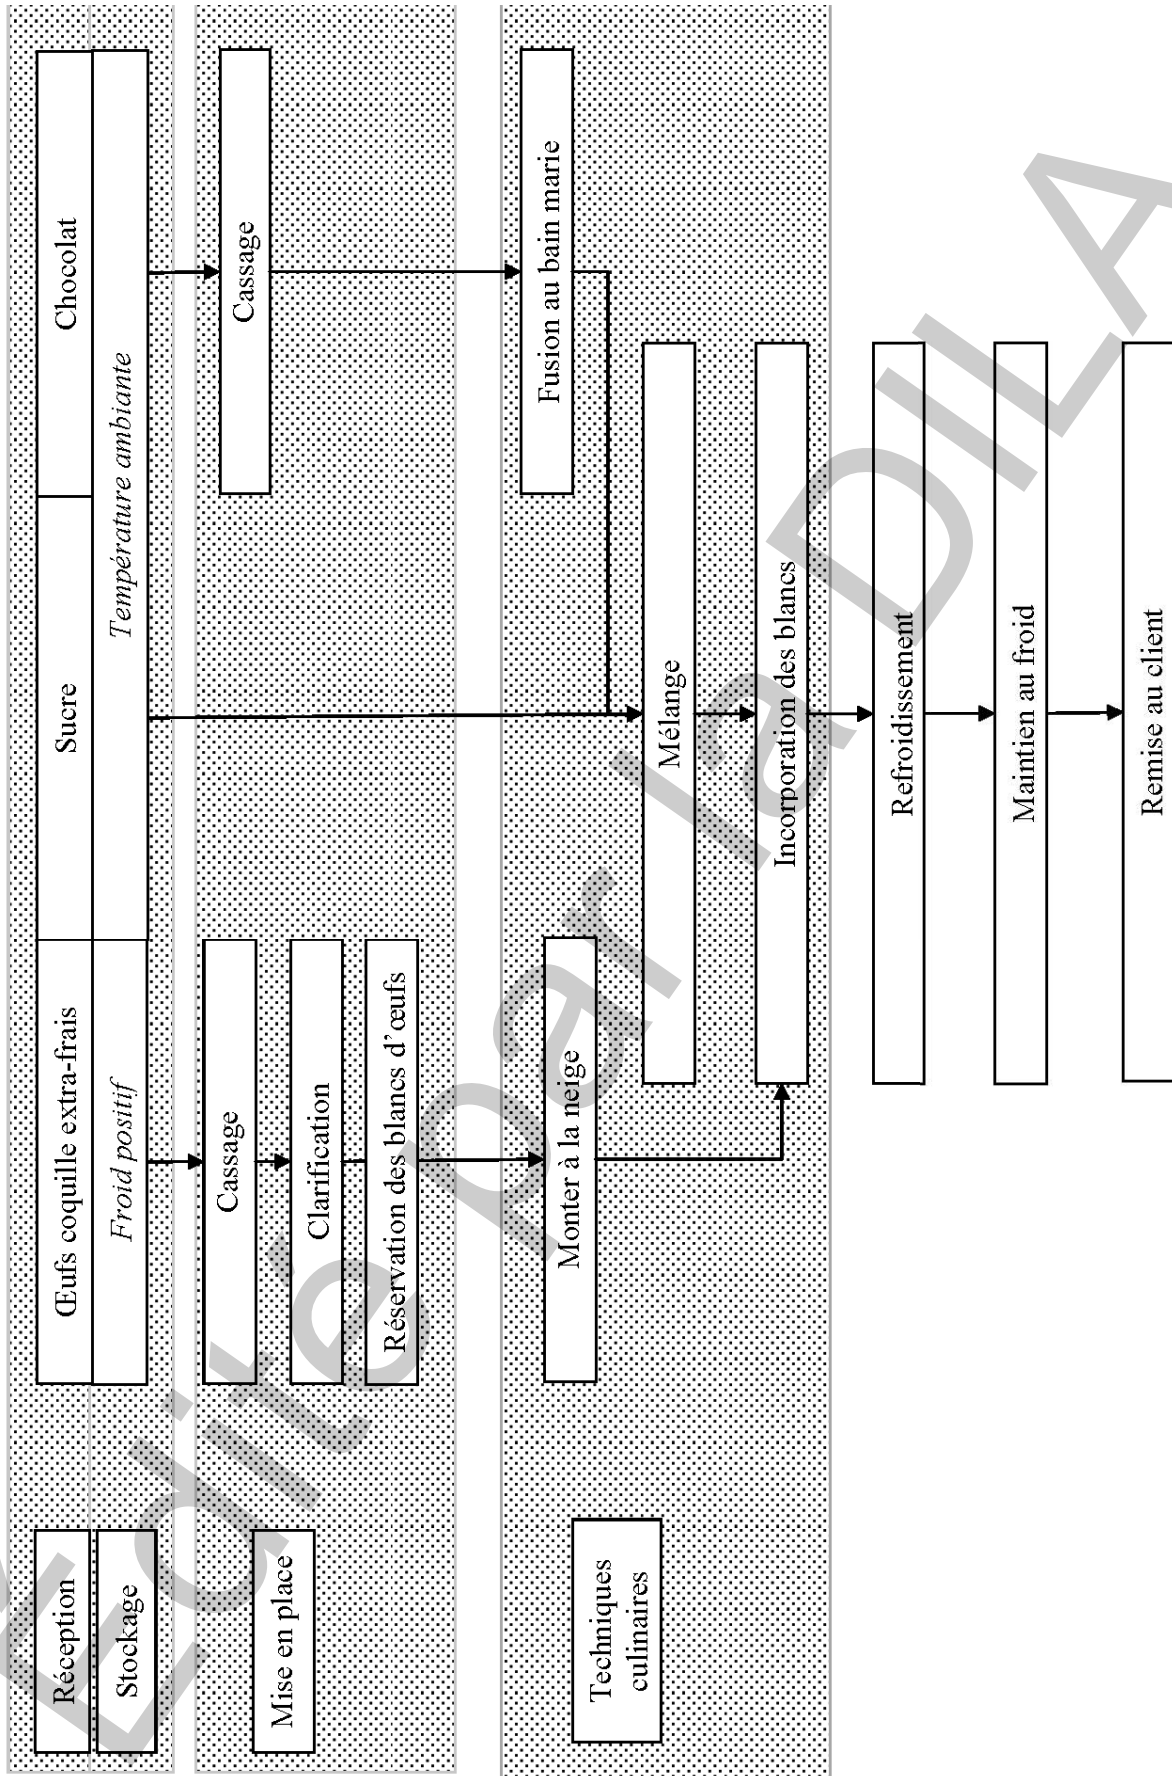 Réception
Œufs coquille extra-frais
Sucre
Chocolat
Stockage
Froid positif
Température ambiante
Mise en place
Cassage
Cassage
Clarification
Réservation des blancs d'œufs
Techniques
culinaires
Monter à la neige
Fusion au bain marie
Mélange
Incorporation des blancs
Refroidissement
Maintien au froid
Remise au client
Edité par la DILA